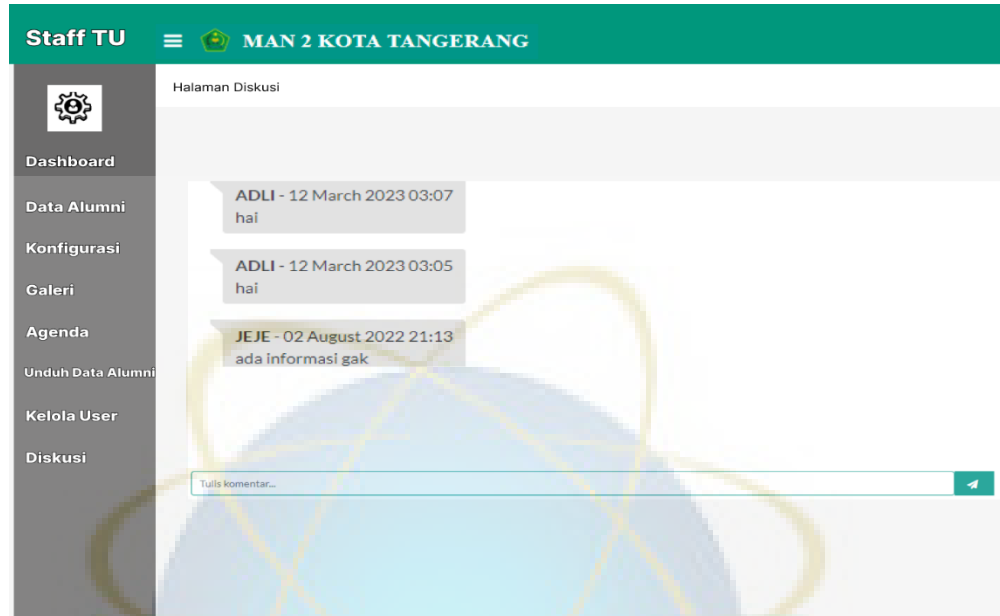 Staff TU
MAN 2 KOTA TANGERANG
Halaman Diskusi
Dashboard
Data Alumni
Konfigurasi
Galeri
Agenda
Unduh Data Alumni
Kelola User
Diskusi
ADLI - 12 March 2023 03:07
hai
ADLI - 12 March 2023 03:05
hai
JEJE - 02 August 2022 21:13
ada informasi gak
Tulis komentar...